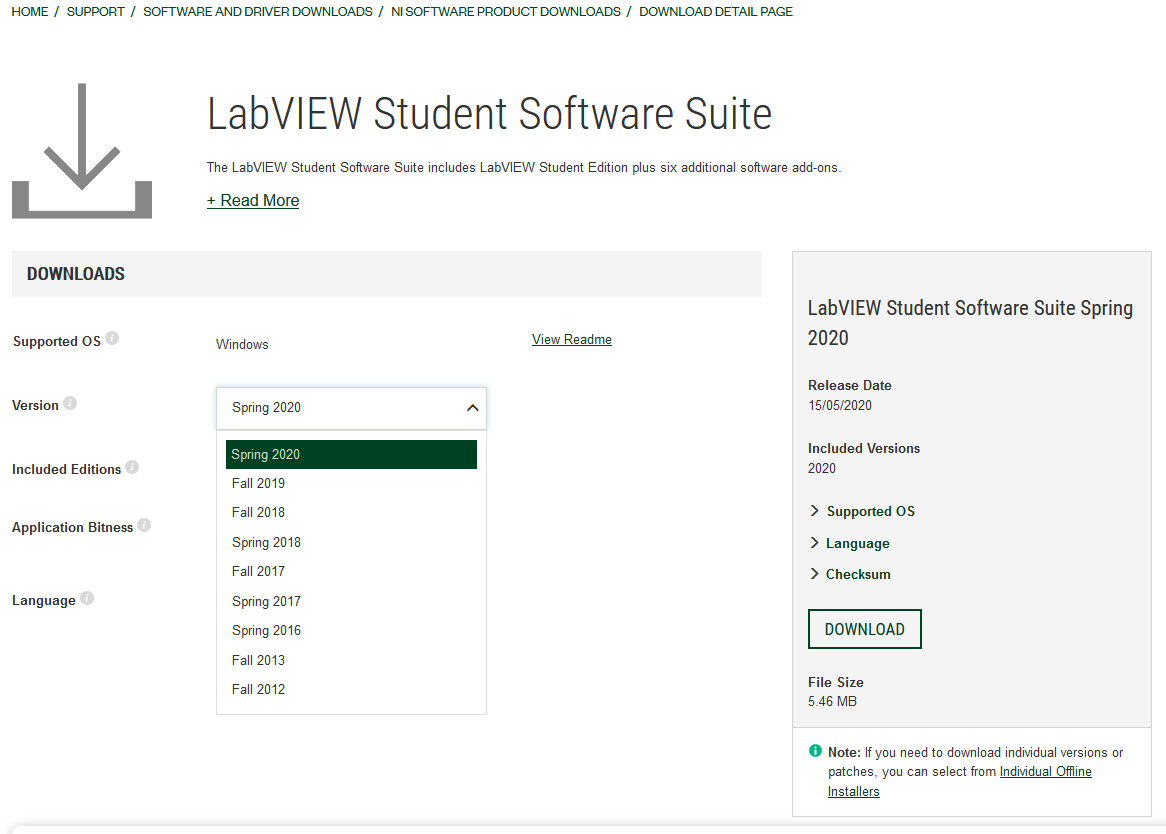 HOME / SUPPORT / SOFTWARE AND DRIVER DOWNLOADS / NI SOFTWARE PRODUCT DOWNLOADS / DOWNLOAD DETAIL PAGE
LabVIEW Student Software Suite
The LabVIEW Student Software Suite includes LabVIEW Student Edition plus six additional software add-ons.
+ Read More
DOWNLOADS
Supported OS
Windows
View Readme
Version
Spring 2020
Spring 2020
Fall 2019
Fall 2018
Spring 2018
Fall 2017
Spring 2017
Spring 2016
Fall 2013
Fall 2012
Included Editions
Application Bitness
Language
LabVIEW Student Software Suite Spring
2020
Release Date
15/05/2020
Included Versions
2020
Supported OS
Language
Checksum
DOWNLOAD
File Size
5.46 MB
Note: If you need to download individual versions or
patches, you can select from Individual Offline
Installers